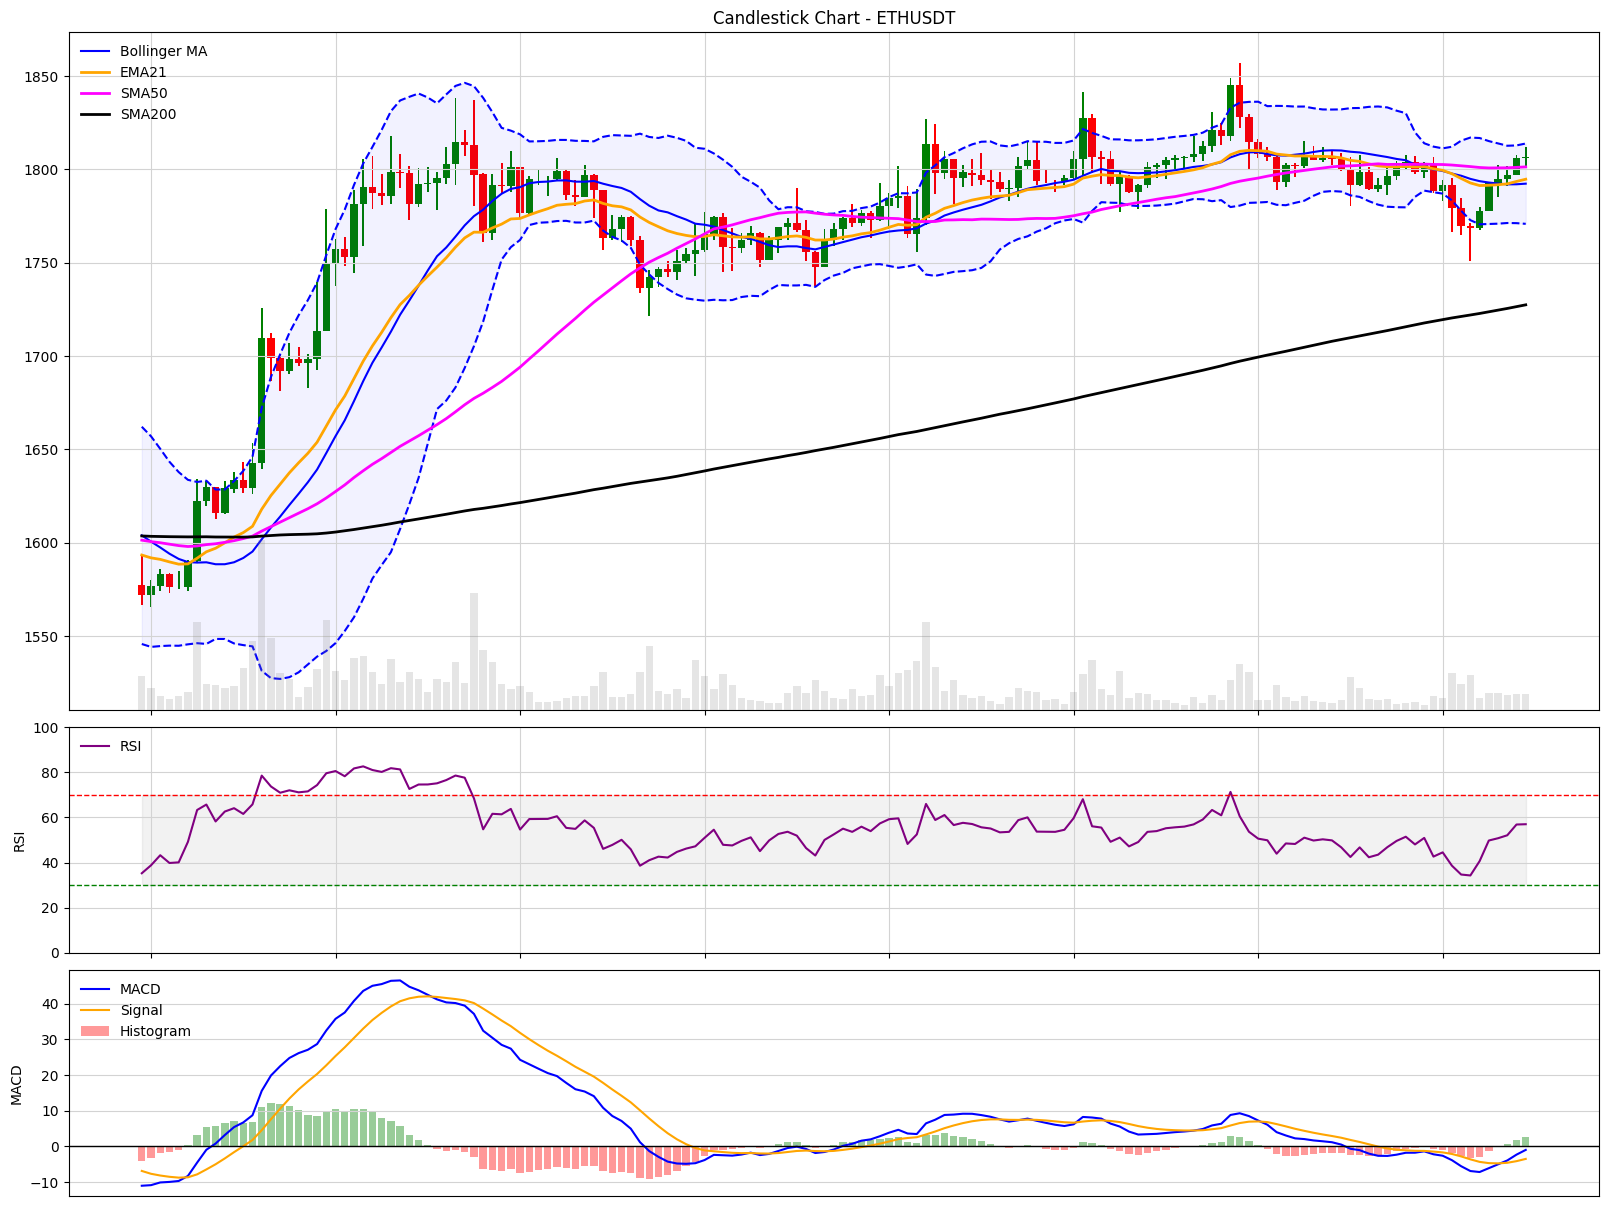 Candlestick Chart - ETHUSDT
Bollinger MA
EMA21
SMA50
SMA200
1850
1800
1750
1700
1650
1600
1550
RSI
100
80
60
40
20
0
RSI
MACD
Signal
Histogram
40
30
20
10
0
−10
MACD